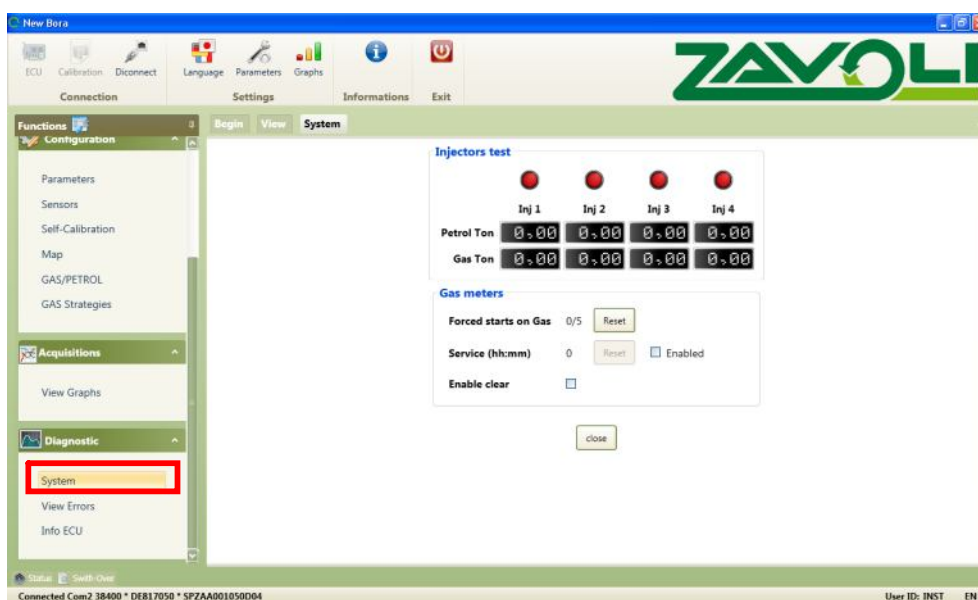 New Bora
ECU Calibration Diconnect Language Parameters Graphs
Connection Settings Informations Exit
ZAVOLI
Functions
Begin View System
Configuration
Parameters
Sensors
Self-Calibration
Map
GAS/PETROL
GAS Strategies
Acquisitions
View Graphs
Diagnostic
System
View Errors
Info ECU
Injectors test
Inj 1 Inj 2 Inj 3 Inj 4
Petrol Ton 0,00 0,00 0,00 0,00
Gas Ton 0,00 0,00 0,00 0,00
Gas meters
Forced starts on Gas 0/5 Reset
Service (hh:mm) 0 Reset Enabled
Enable clear
close
Status Swith-Over
Connected Com2 38400 * DE817050 * SPZAA001050D04 User ID: INST EN